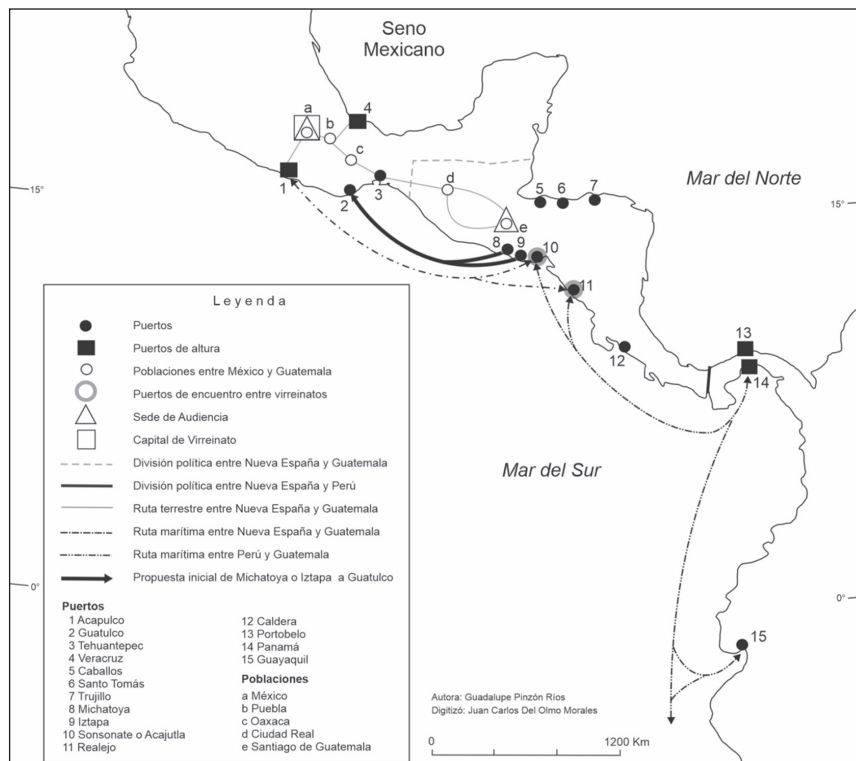 Seno
Mexicano
a
b
4
c
d
5
6
7
Mar del Norte
15°
15°
1
2
3
e
8
9
10
11
12
13
14
Mar del Sur
0°
0°
15
Leyenda
Puertos
Puertos de altura
Poblaciones entre México y Guatemala
Puertos de encuentro entre virreinatos
Sede de Audiencia
Capital de Virreinato
División política entre Nueva España y Guatemala
División política entre Nueva España y Perú
Ruta terrestre entre Nueva España y Guatemala
Ruta marítima entre Nueva España y Guatemala
Ruta marítima entre Perú y Guatemala
Propuesta inicial de Michatoya o Iztapa a Guatulco
Puertos
1 Acapulco
2 Guatulco
3 Tehuantepec
4 Veracruz
5 Caballos
6 Santo Tomás
7 Trujillo
8 Michatoya
9 Iztapa
10 Sonsonate o Acajutla
11 Realejo
12 Caldera
13 Portobelo
14 Panamá
15 Guayaquil
Poblaciones
a México
b Puebla
c Oaxaca
d Ciudad Real
e Santiago de Guatemala
Autora: Guadalupe Pinzón Ríos
Digitizó: Juan Carlos Del Olmo Morales
0
1200 Km